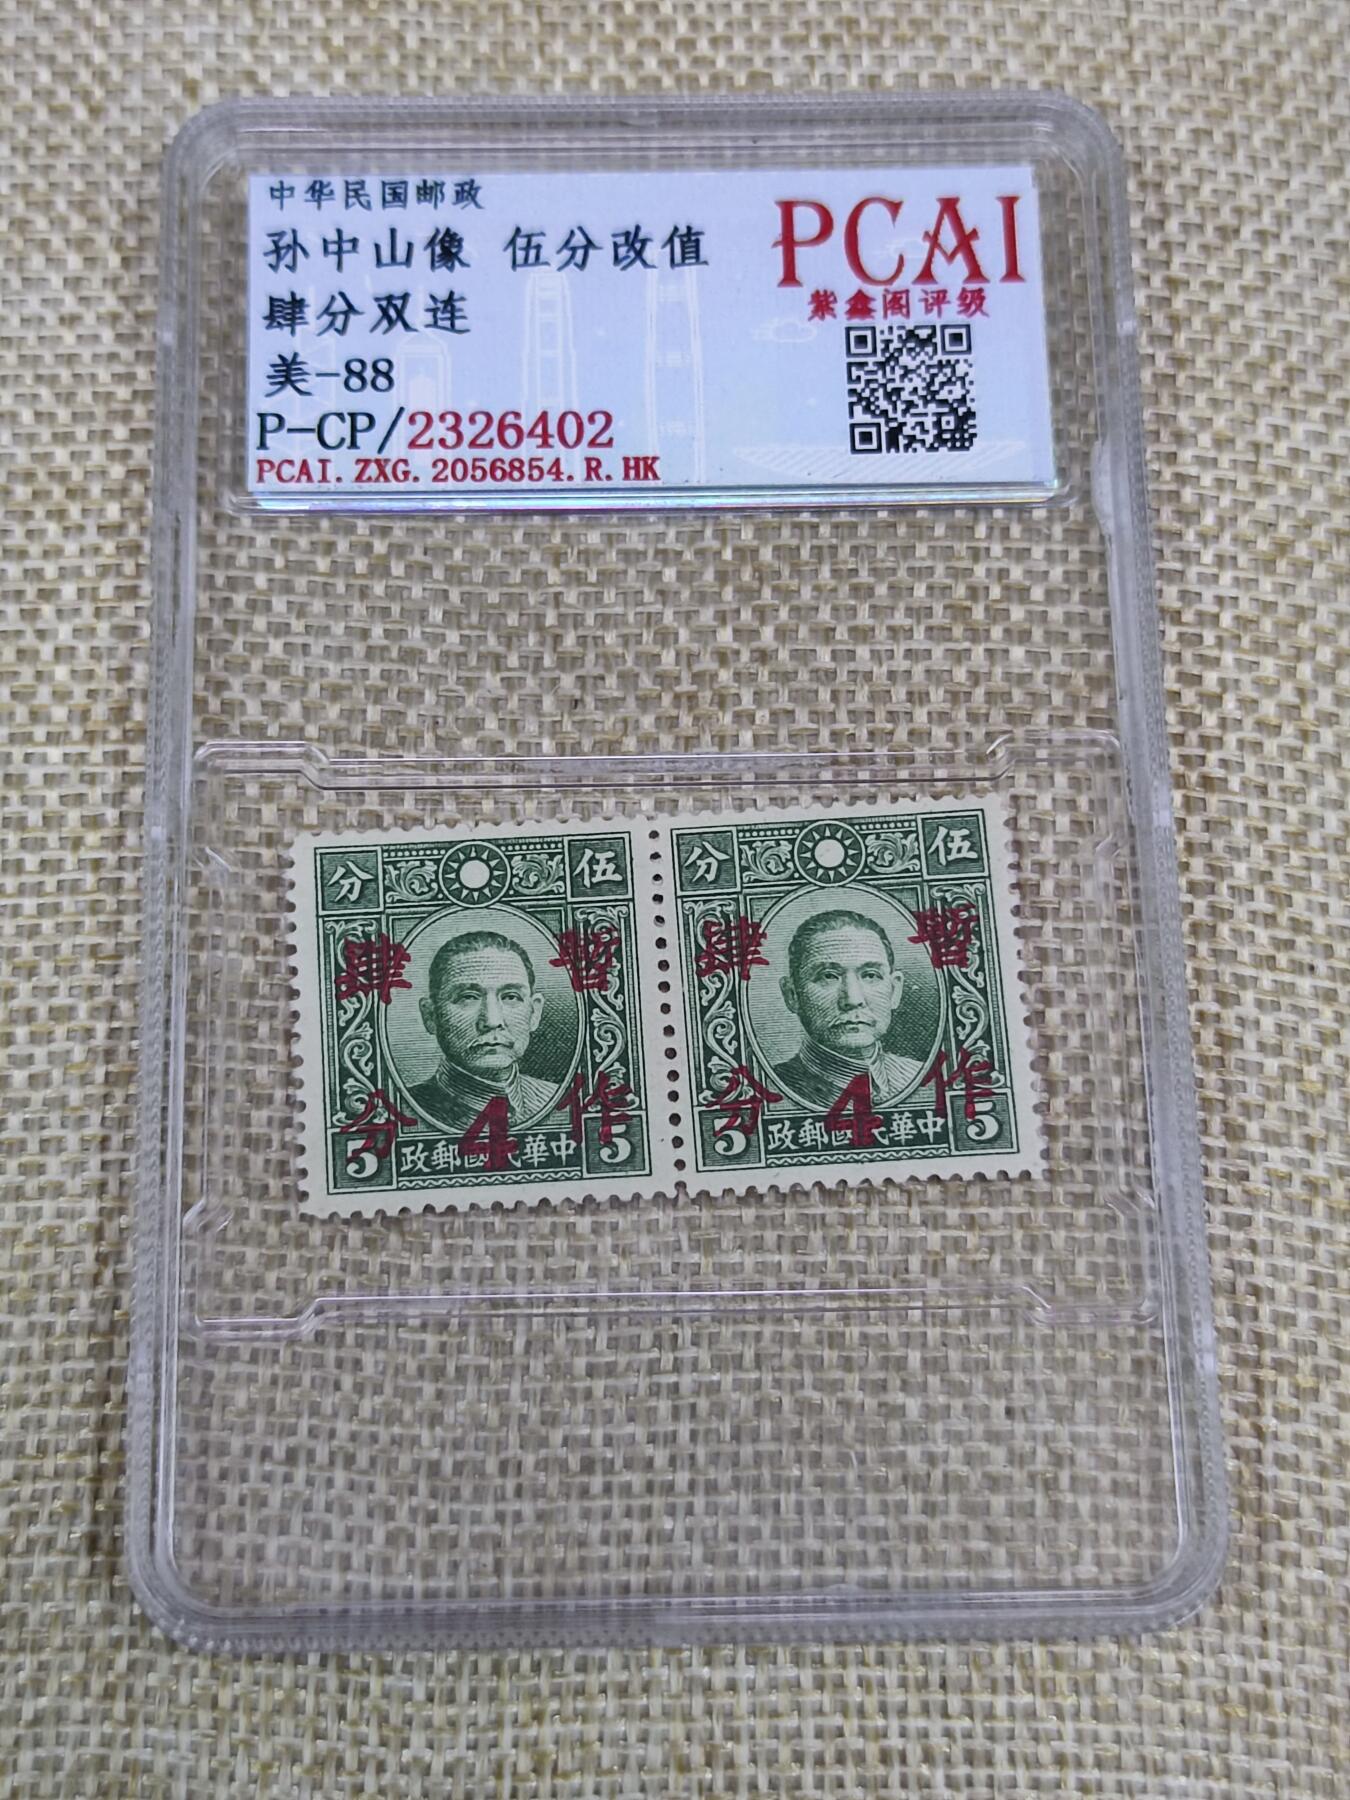 中华民国邮政
孙中山像 伍分改值
肆分双连
美-88
P-CP/2326402
PCAI. ZXG. 2056854. R. HK
PCAI
紫鑫阁评级
分 伍
肆 暫
分 4 作
5 政郵國民華中 5
分 伍
肆 暫
分 4 作
5 政郵國民華中 5